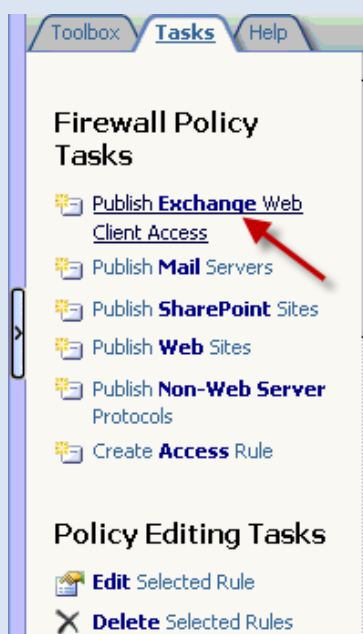 Toolbox Tasks Help
Firewall Policy
Tasks
Publish Exchange Web
Client Access
Publish Mail Servers
Publish SharePoint Sites
Publish Web Sites
Publish Non-Web Server
Protocols
Create Access Rule
Policy Editing Tasks
Edit Selected Rule
Delete Selected Rules